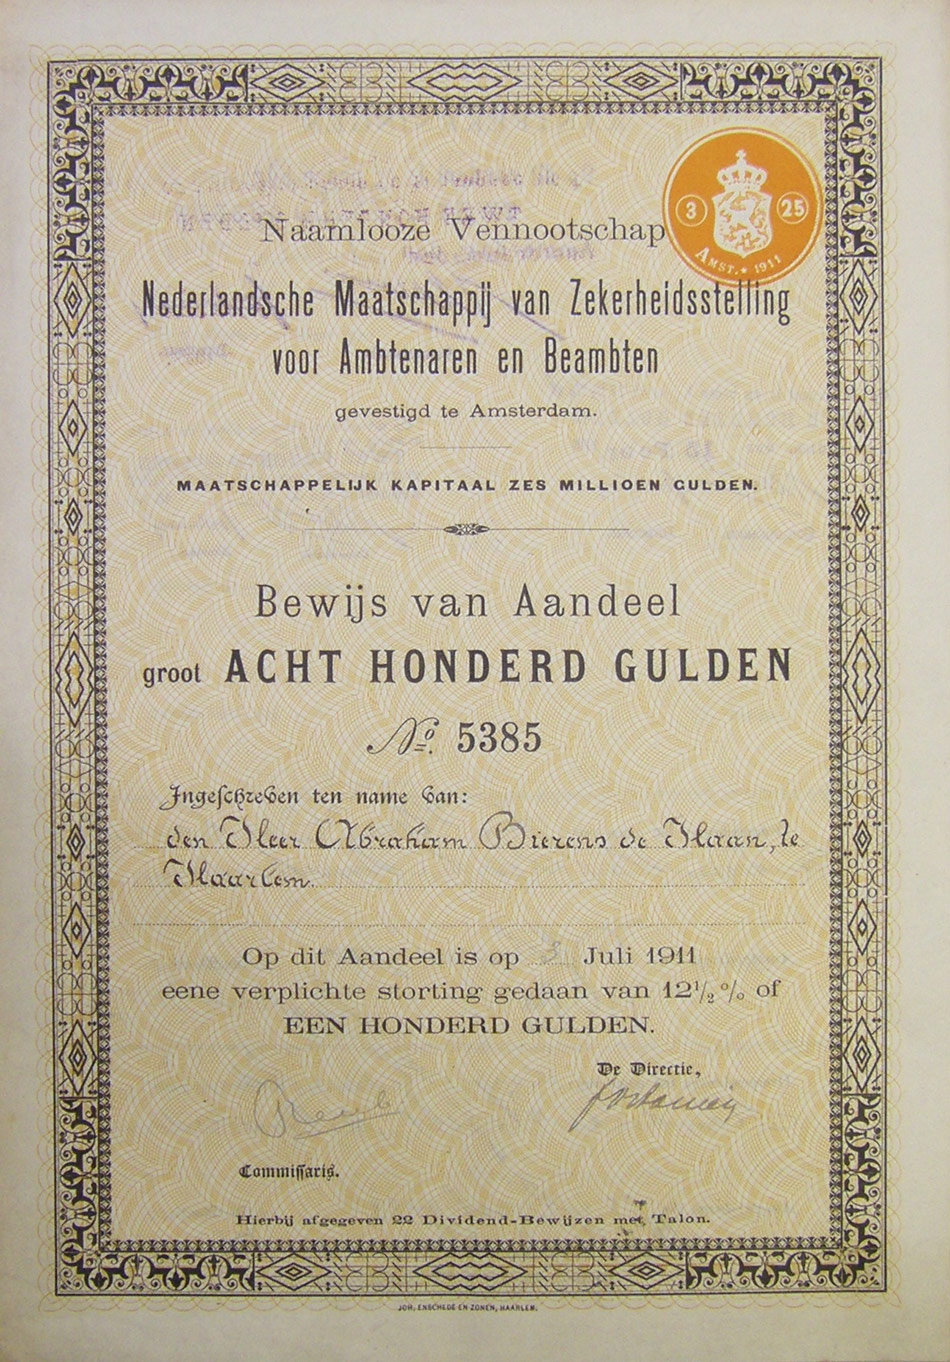 Naamlooze Vennootschap
3 25
AMST. * 1911
Nederlandsche Maatschappij van Zekerheidsstelling
voor Ambtenaren en Beambten
gevestigd te Amsterdam.
MAATSCHAPPELIJK KAPITAAL ZES MILLIOEN GULDEN.
Bewijs van Aandeel
groot ACHT HONDERD GULDEN
No. 5385
Ingeschreven ten name van:
den Heer Abraham Bierens de Haan, te
Haarlem.
Op dit Aandeel is op 3 Juli 1911
eene verplichte storting gedaan van 12 1/2 % of
EEN HONDERD GULDEN.
De Directie,
Commissaris.
Hierbij afgegeven 22 Dividend-Bewijzen met Talon.
JOH. ENSCHEDÉ EN ZONEN, HAARLEM.